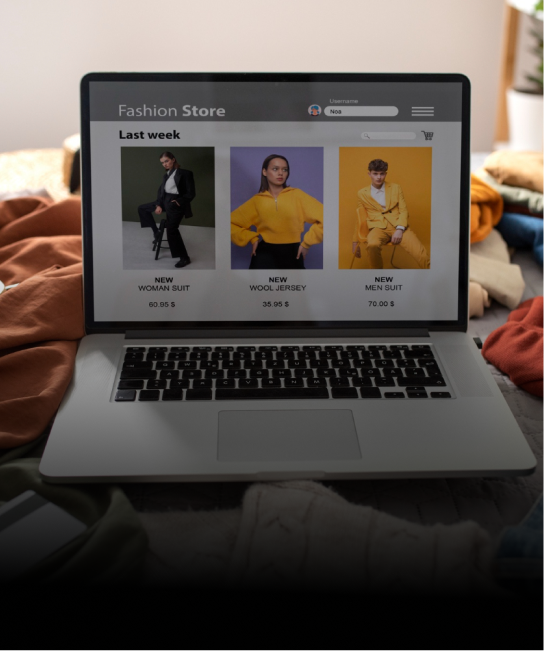 Fashion Store
Username
Noa
Last week
NEW
WOMAN SUIT
60.95 $
NEW
WOOL JERSEY
35.95 $
NEW
MEN SUIT
70.00 $